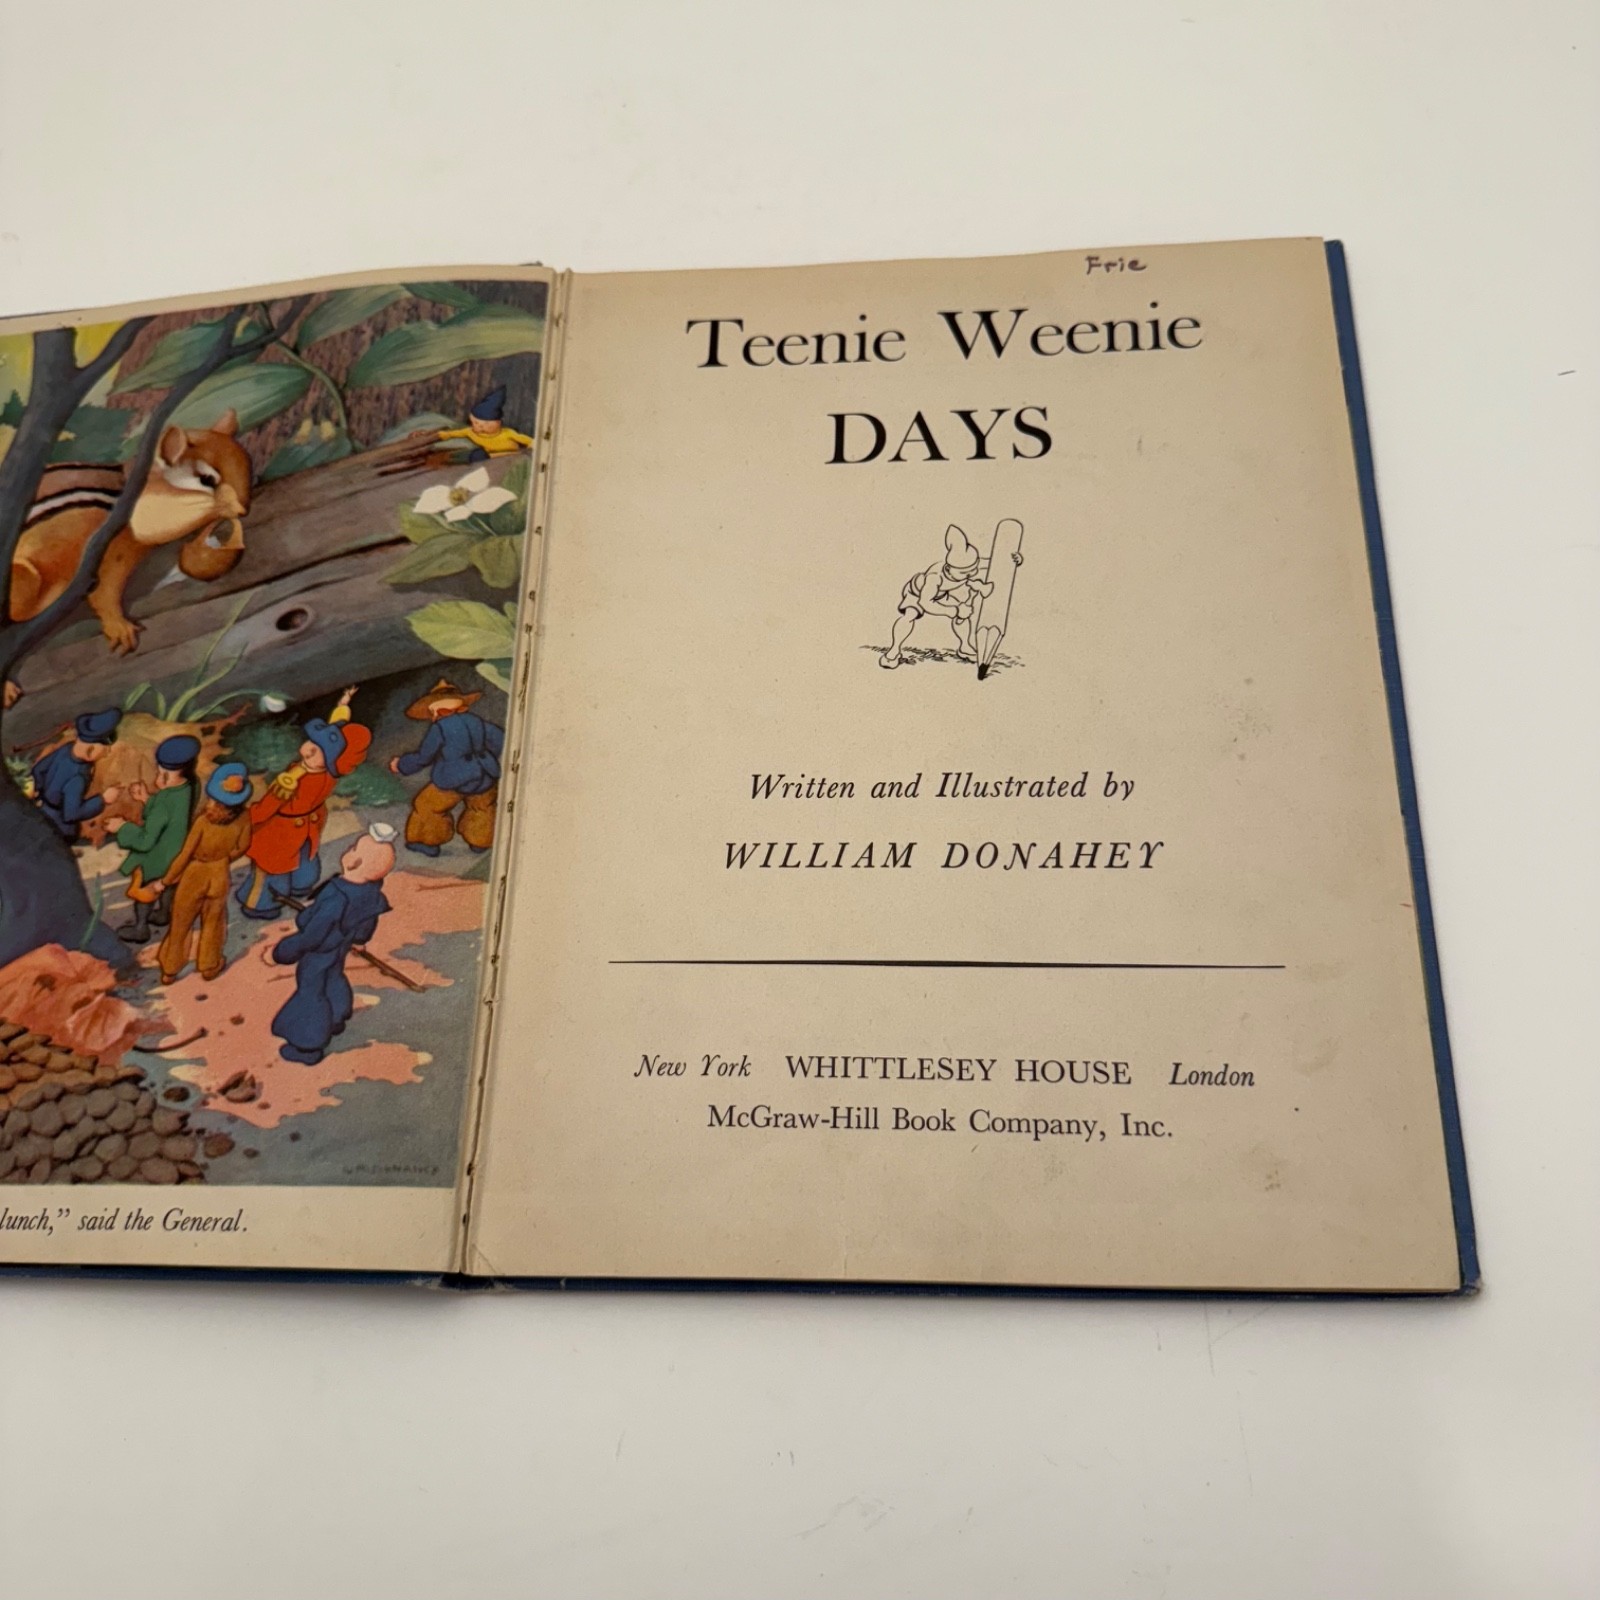 lunch,” said the General.
Frie
Teenie Weenie
DAYS
Written and Illustrated by
WILLIAM DONAHEY
New York WHITTLESEY HOUSE London
McGraw-Hill Book Company, Inc.